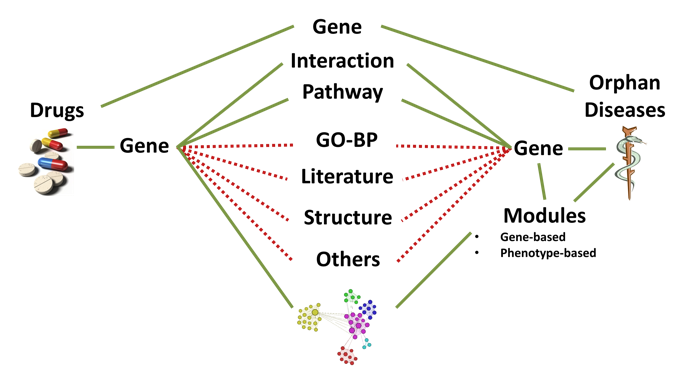 Gene
Interaction
Pathway
Orphan
Diseases
Drugs
Gene
GO-BP
Gene
Literature
Structure
Modules
• Gene-based
• Phenotype-based
Others